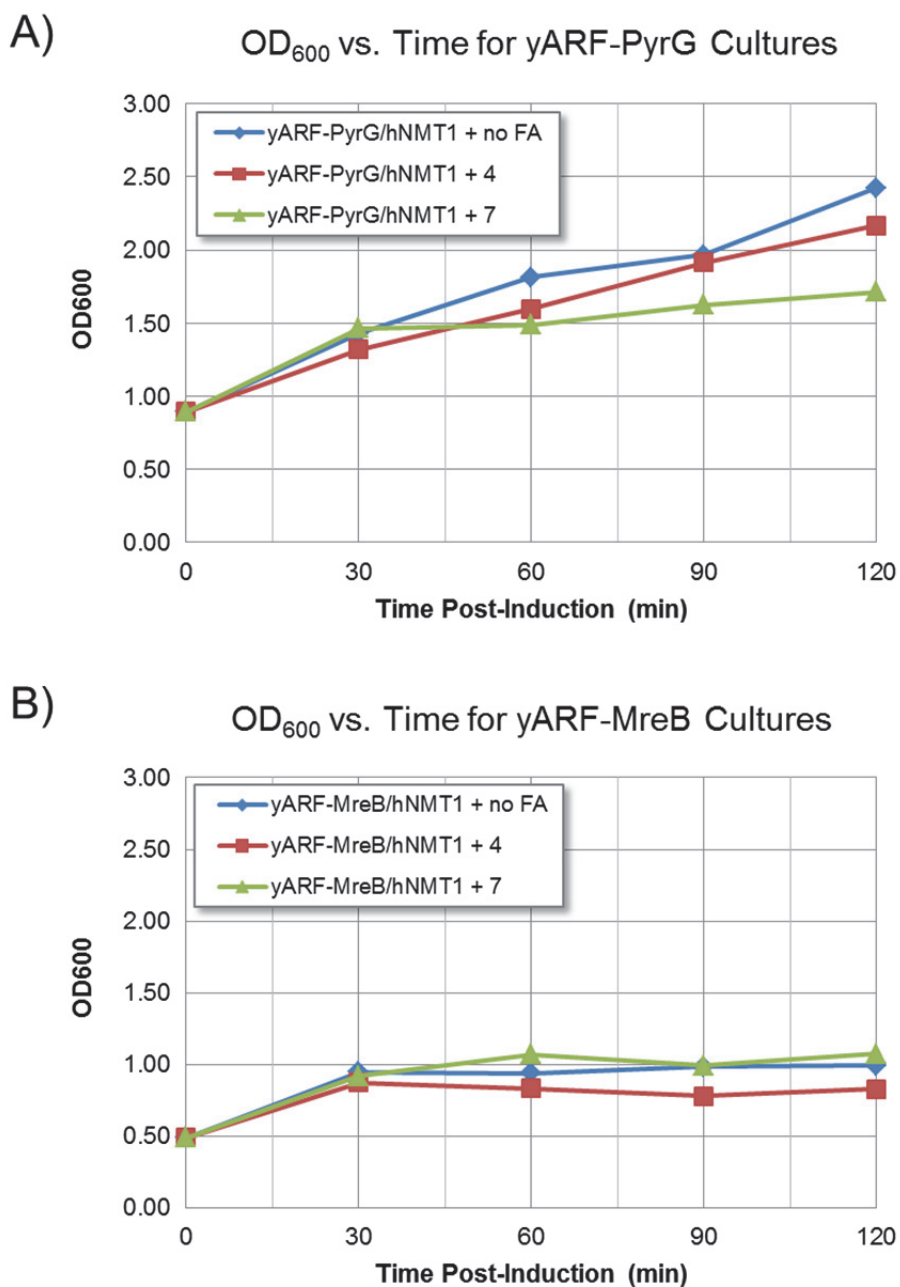 A)
OD600 vs. Time for yARF-PyrG Cultures
3.00
2.50
2.00
1.50
1.00
0.50
0.00
yARF-PyrG/hNMT1 + no FA
yARF-PyrG/hNMT1 + 4
yARF-PyrG/hNMT1 + 7
OD600
0 30 60 90 120
Time Post-Induction (min)
B)
OD600 vs. Time for yARF-MreB Cultures
3.00
2.50
2.00
1.50
1.00
0.50
0.00
yARF-MreB/hNMT1 + no FA
yARF-MreB/hNMT1 + 4
yARF-MreB/hNMT1 + 7
OD600
0 30 60 90 120
Time Post-Induction (min)